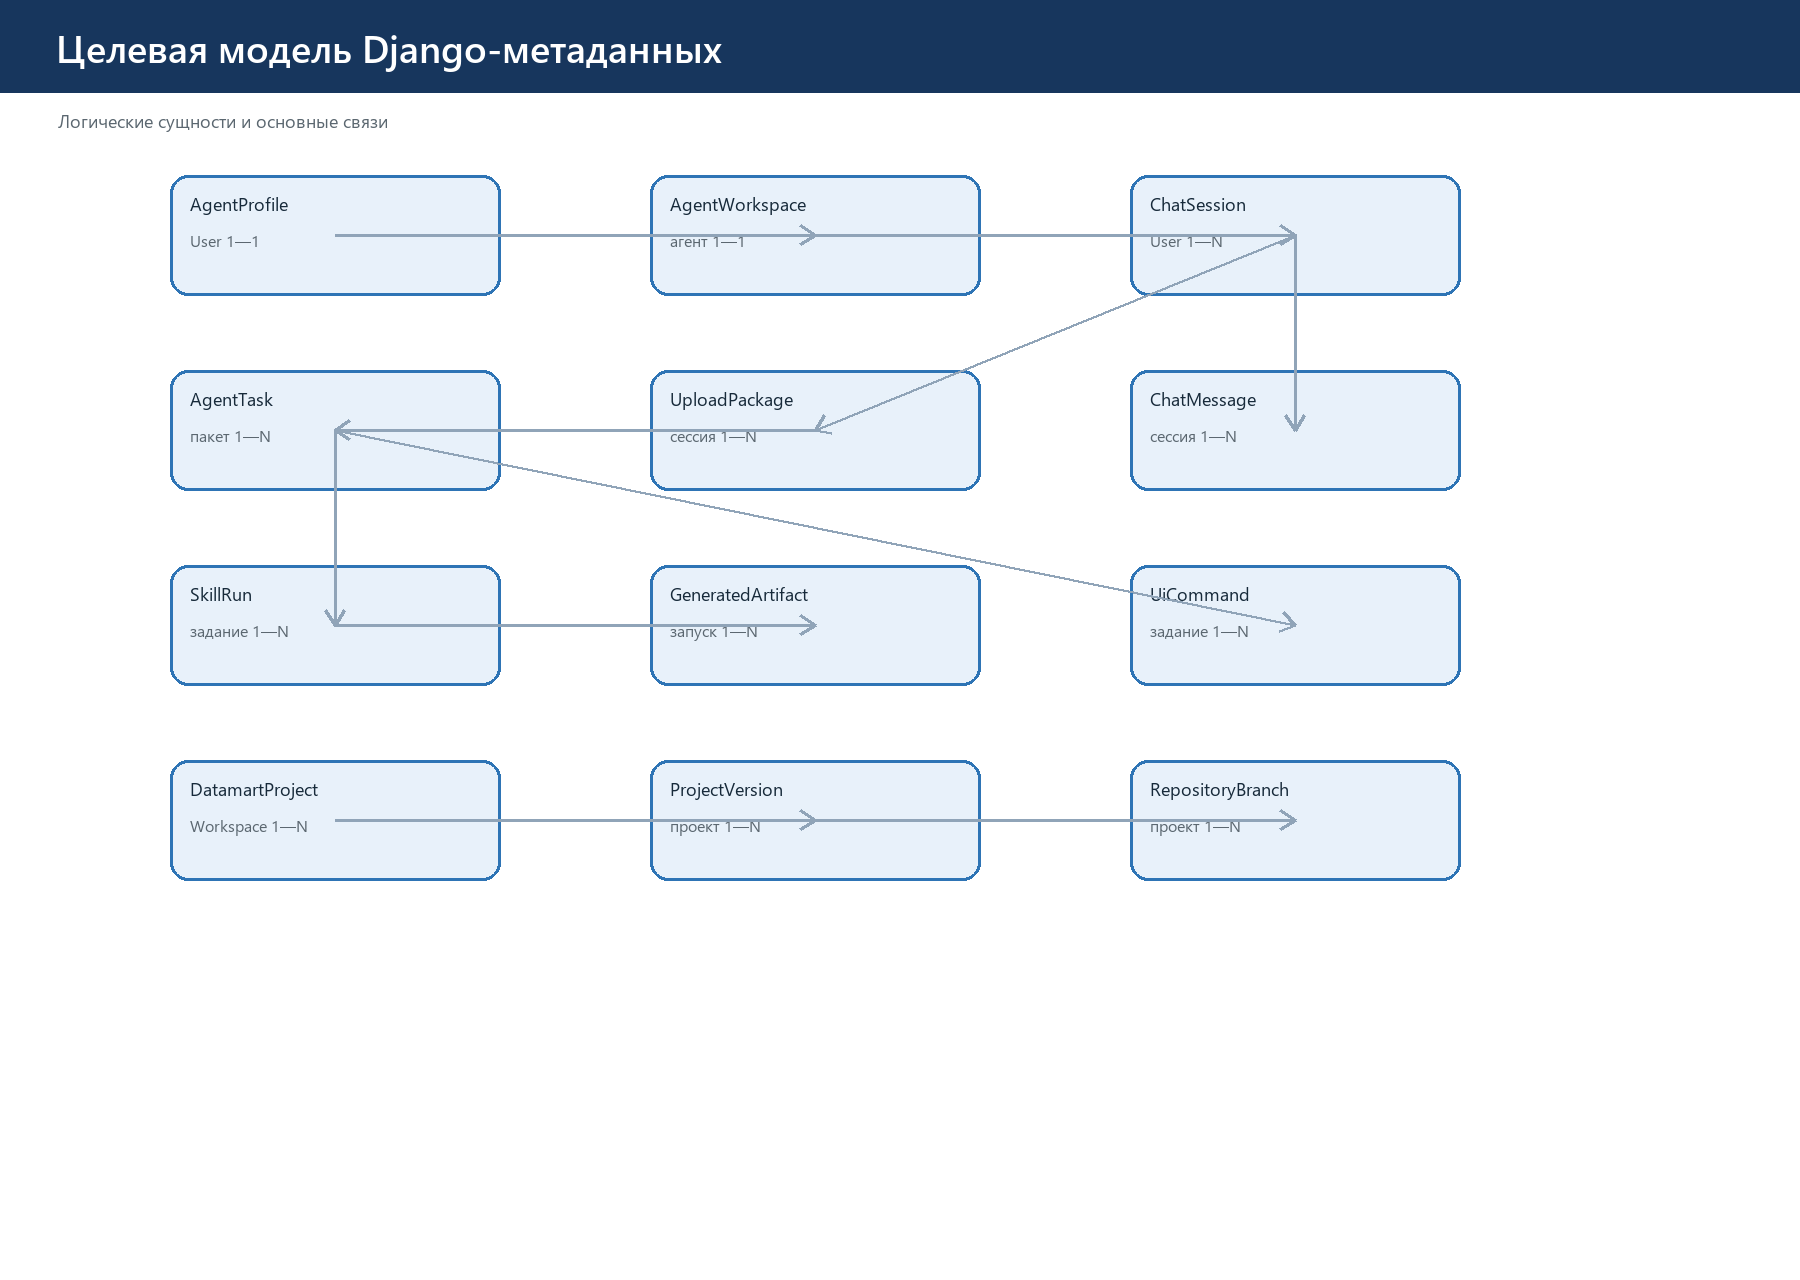 Целевая модель Django-метаданных
Логические сущности и основные связи
AgentProfile
User 1—1
AgentWorkspace
агент 1—1
ChatSession
User 1—N
AgentTask
пакет 1—N
UploadPackage
сессия 1—N
ChatMessage
сессия 1—N
SkillRun
задание 1—N
GeneratedArtifact
запуск 1—N
UiCommand
задание 1—N
DatamartProject
Workspace 1—N
ProjectVersion
проект 1—N
RepositoryBranch
проект 1—N